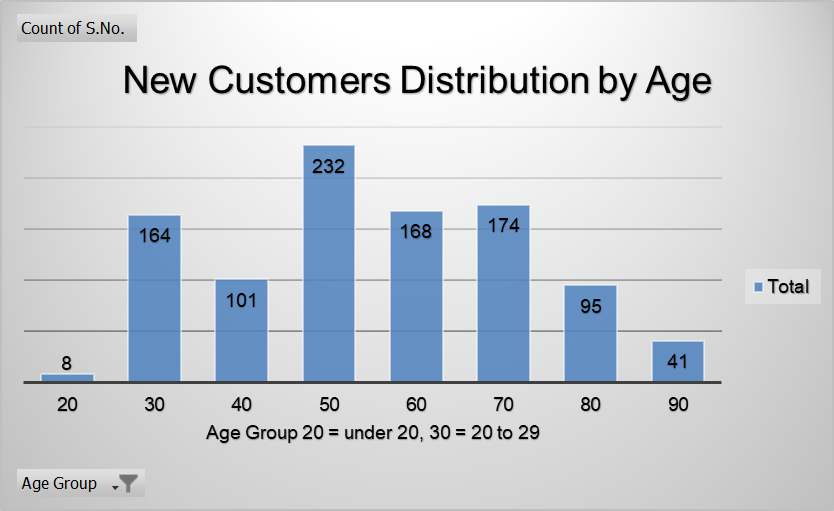 Count of S.No.
New Customers Distribution by Age
232
164
168
174
101
95
8
41
Total
20 30 40 50 60 70 80 90
Age Group 20 = under 20, 30 = 20 to 29
Age Group